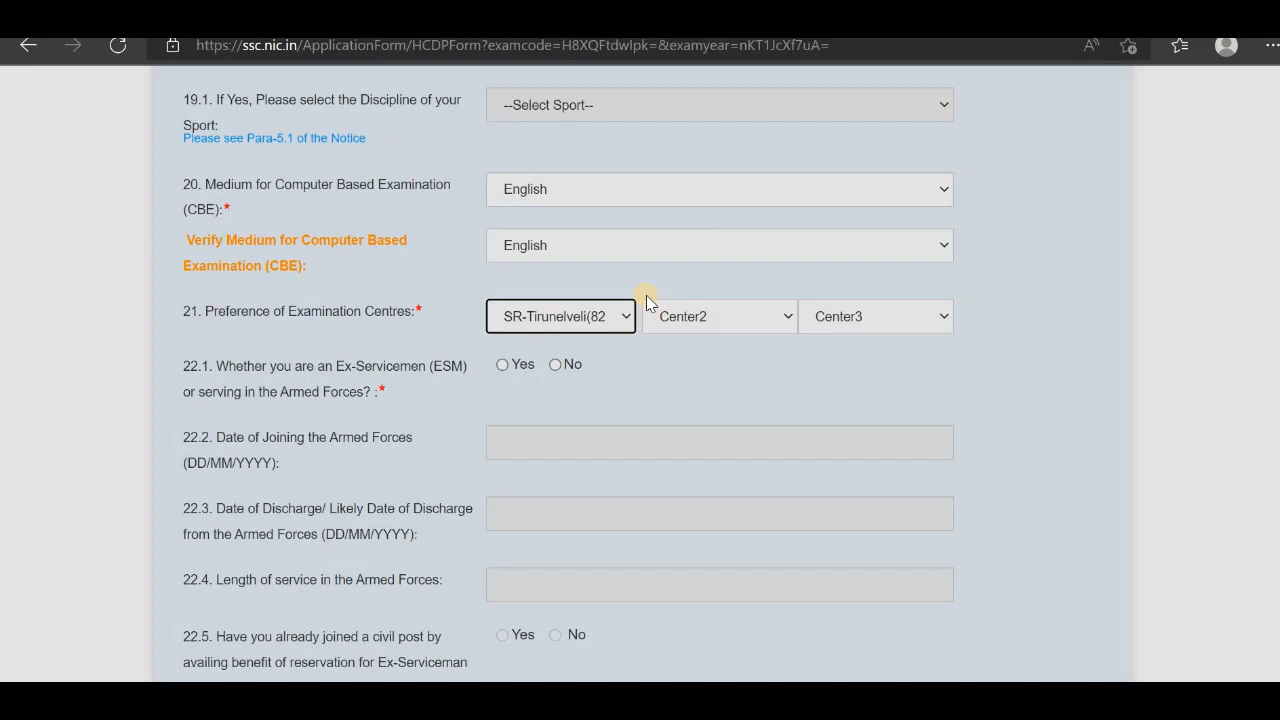 https://ssc.nic.in/ApplicationForm/HCDPForm?examcode=H8XQFtdwIpk=&examyear=nKT1JcXf7uA=
19.1. If Yes, Please select the Discipline of your
Sport:
--Select Sport--
Please see Para-5.1 of the Notice
20. Medium for Computer Based Examination
(CBE):*
English
Verify Medium for Computer Based
Examination (CBE):
English
21. Preference of Examination Centres:*
SR-Tirunelveli(82 Center2 Center3
22.1. Whether you are an Ex-Servicemen (ESM)
or serving in the Armed Forces? :*
Yes No
22.2. Date of Joining the Armed Forces
(DD/MM/YYYY):
22.3. Date of Discharge/ Likely Date of Discharge
from the Armed Forces (DD/MM/YYYY):
22.4. Length of service in the Armed Forces:
22.5. Have you already joined a civil post by
availing benefit of reservation for Ex-Serviceman
Yes No